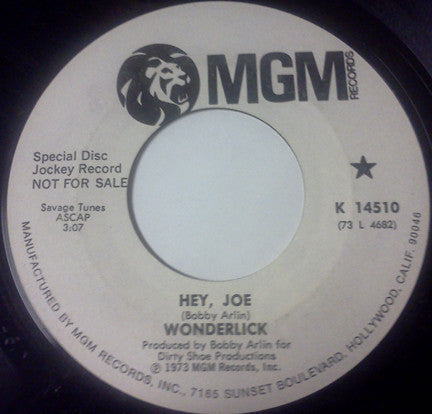 MGM
RECORDS
Special Disc
Jockey Record
NOT FOR SALE
Savage Tunes
ASCAP
3:07
K 14510
(73 L 4682)
HEY, JOE
(Bobby Arlin)
WONDERLICK
Produced by Bobby Arlin for
Dirty Shoe Productions
Ⓟ 1973 MGM Records, Inc.
MANUFACTURED BY MGM RECORDS, INC., 7165 SUNSET BOULEVARD, HOLLYWOOD, CALIF. 90046